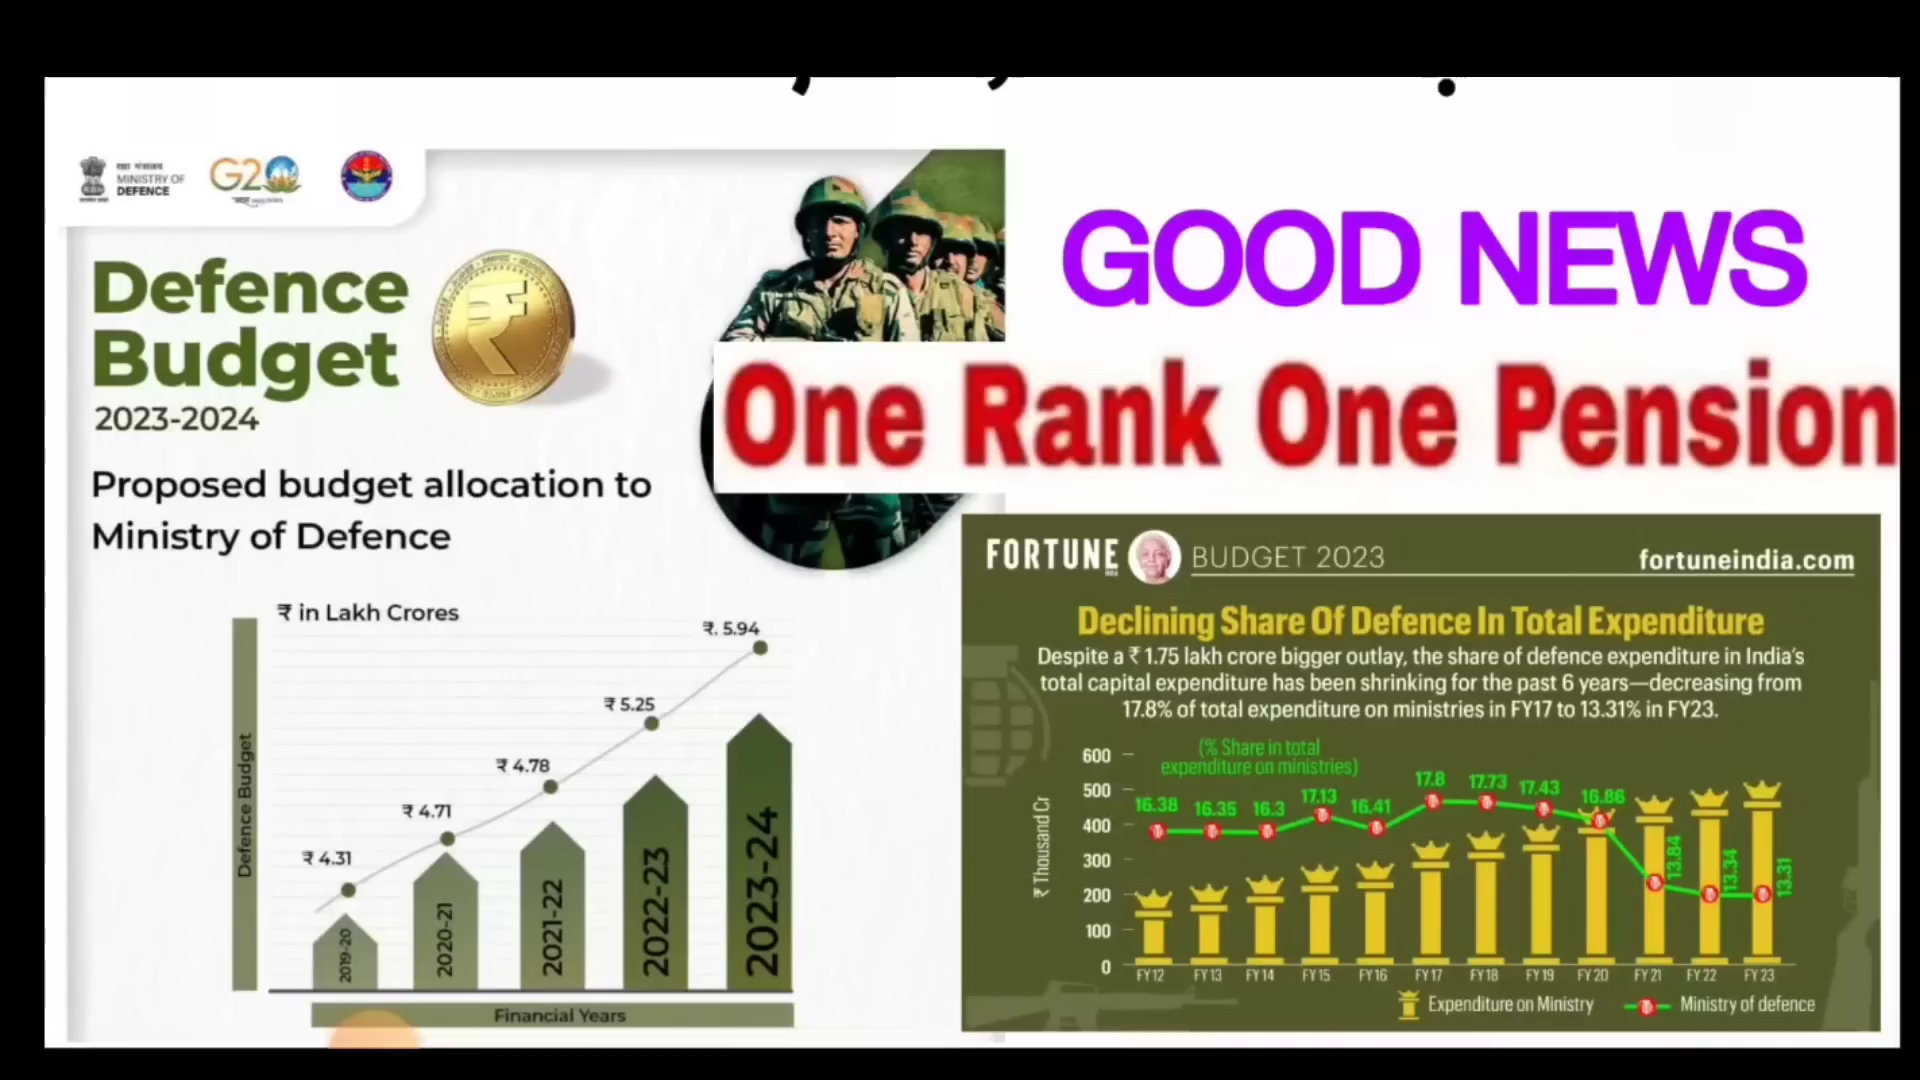 रक्षा मंत्रालय
MINISTRY OF
DEFENCE
G20
Defence
Budget
2023-2024
Proposed budget allocation to
Ministry of Defence
₹ in Lakh Crores
₹. 5.94
₹ 5.25
₹ 4.78
₹ 4.71
₹ 4.31
Defence Budget
2019-20
2020-21
2021-22
2022-23
2023-24
Financial Years
GOOD NEWS
One Rank One Pension
FORTUNE
BUDGET 2023
fortuneindia.com
Declining Share Of Defence In Total Expenditure
Despite a ₹ 1.75 lakh crore bigger outlay, the share of defence expenditure in India's
total capital expenditure has been shrinking for the past 6 years—decreasing from
17.8% of total expenditure on ministries in FY17 to 13.31% in FY23.
(% Share in total
expenditure on ministries)
₹ Thousand Cr
600
500
400
300
200
100
0
16.38 16.35 16.3 17.13 16.41 17.8 17.73 17.43 16.86 13.84 13.34 13.31
FY12 FY13 FY14 FY15 FY16 FY17 FY18 FY19 FY20 FY21 FY22 FY23
Expenditure on Ministry
Ministry of defence